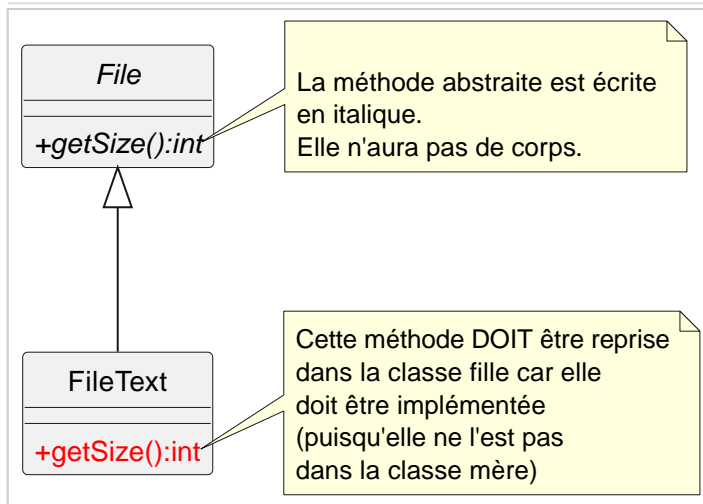 File
+getSize():int
La méthode abstraite est écrite
en italique.
Elle n'aura pas de corps.
FileText
+getSize():int
Cette méthode DOIT être reprise
dans la classe fille car elle
doit être implémentée
(puisqu'elle ne l'est pas
dans la classe mère)